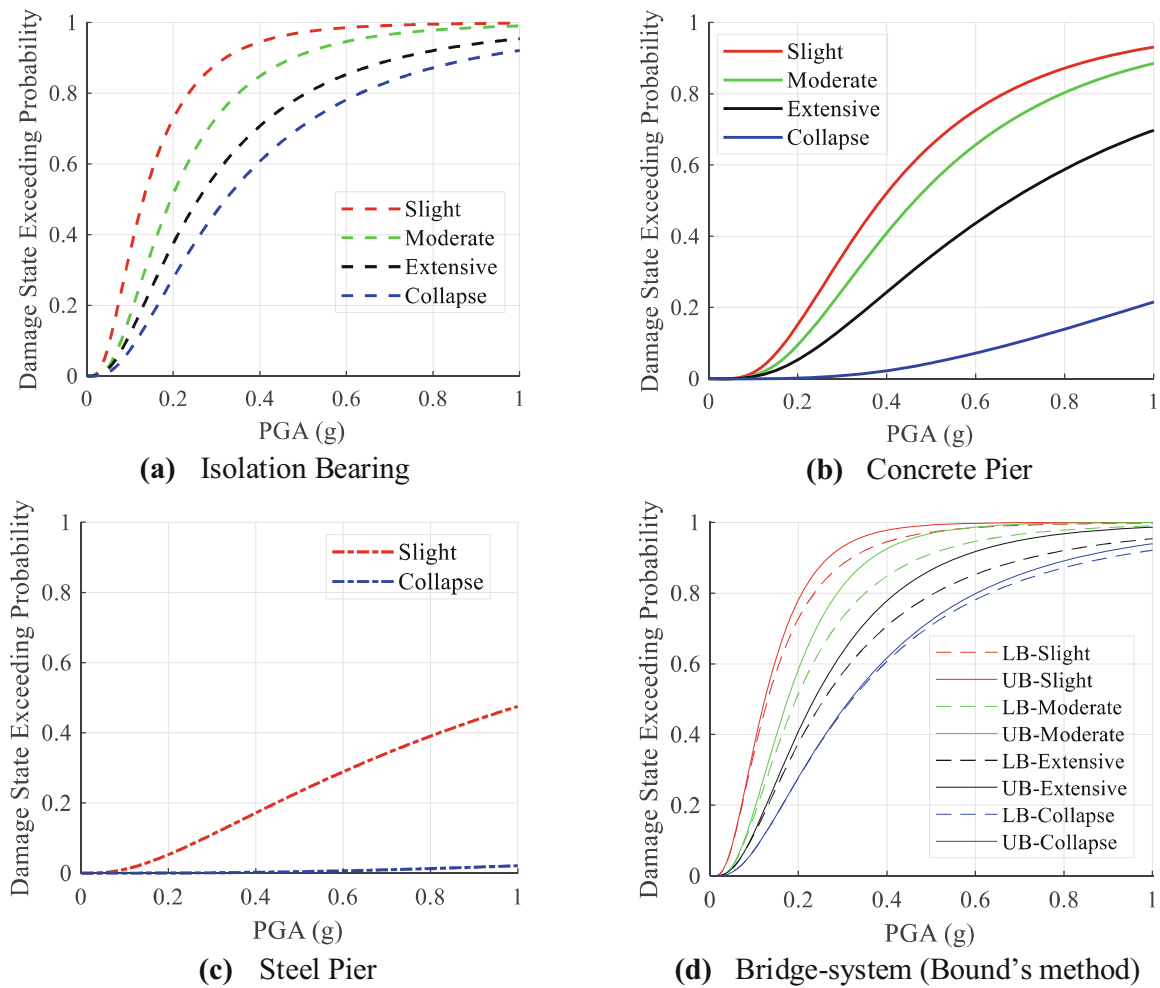 Damage State Exceeding Probability
1
0.8
0.6
0.4
0.2
0
Slight
Moderate
Extensive
Collapse
0 0.2 0.4 0.6 0.8 1
PGA (g)
(a) Isolation Bearing
Damage State Exceeding Probability
1
0.8
0.6
0.4
0.2
0
Slight
Moderate
Extensive
Collapse
0 0.2 0.4 0.6 0.8 1
PGA (g)
(b) Concrete Pier
Damage State Exceeding Probability
1
0.8
0.6
0.4
0.2
0
Slight
Collapse
0 0.2 0.4 0.6 0.8 1
PGA (g)
(c) Steel Pier
Damage State Exceeding Probability
1
0.8
0.6
0.4
0.2
0
LB-Slight
UB-Slight
LB-Moderate
UB-Moderate
LB-Extensive
UB-Extensive
LB-Collapse
UB-Collapse
0 0.2 0.4 0.6 0.8 1
PGA (g)
(d) Bridge-system (Bound's method)